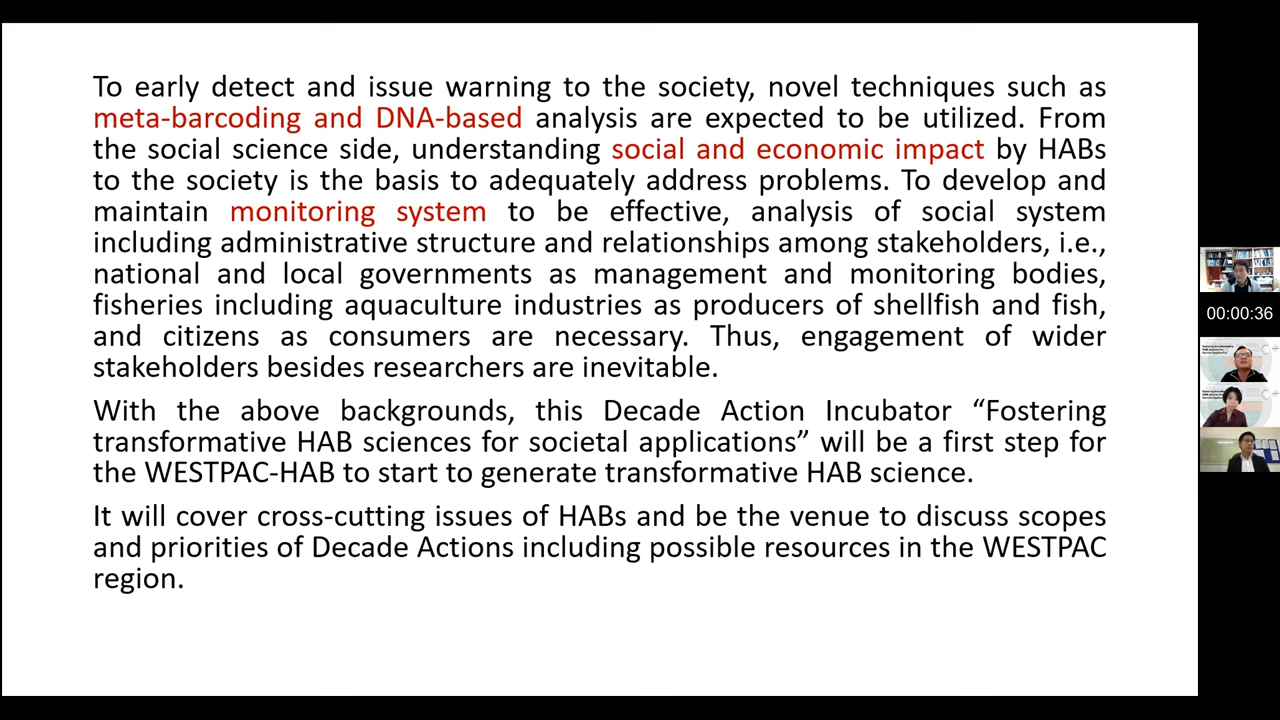 To early detect and issue warning to the society, novel techniques such as
meta-barcoding and DNA-based analysis are expected to be utilized. From
the social science side, understanding social and economic impact by HABs
to the society is the basis to adequately address problems. To develop and
maintain monitoring system to be effective, analysis of social system
including administrative structure and relationships among stakeholders, i.e.,
national and local governments as management and monitoring bodies,
fisheries including aquaculture industries as producers of shellfish and fish,
and citizens as consumers are necessary. Thus, engagement of wider
stakeholders besides researchers are inevitable.
With the above backgrounds, this Decade Action Incubator “Fostering
transformative HAB sciences for societal applications” will be a first step for
the WESTPAC-HAB to start to generate transformative HAB science.
It will cover cross-cutting issues of HABs and be the venue to discuss scopes
and priorities of Decade Actions including possible resources in the WESTPAC
region.
00:00:36